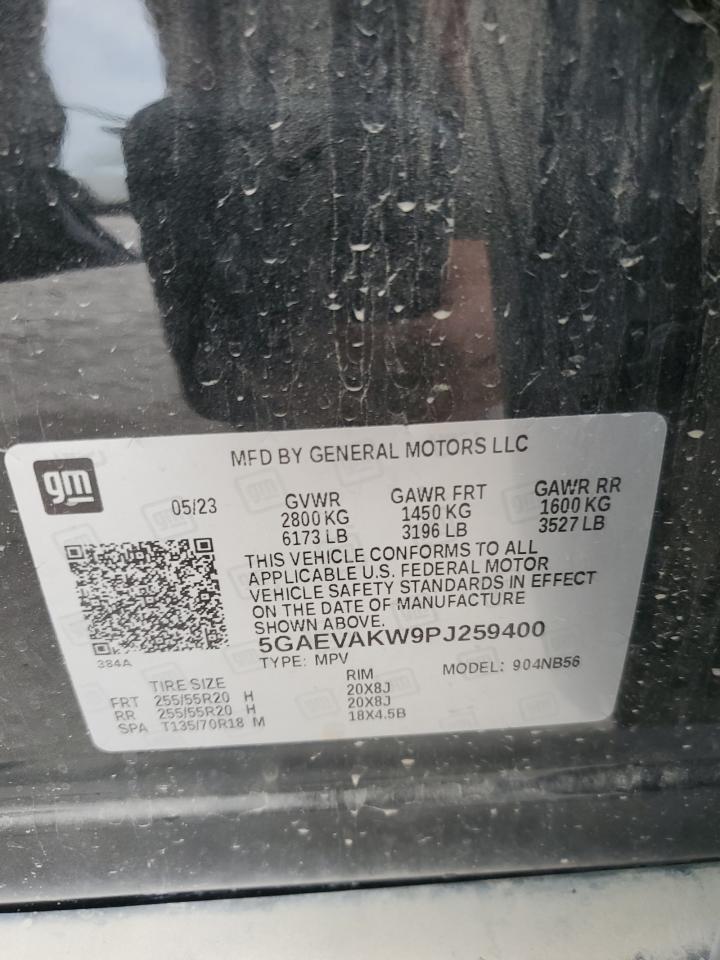 gm
MFD BY GENERAL MOTORS LLC
05/23
GVWR
2800 KG
6173 LB
GAWR FRT
1450 KG
3196 LB
GAWR RR
1600 KG
3527 LB
THIS VEHICLE CONFORMS TO ALL
APPLICABLE U.S. FEDERAL MOTOR
VEHICLE SAFETY STANDARDS IN EFFECT
ON THE DATE OF MANUFACTURE
SHOWN ABOVE.
5GAEVAKW9PJ259400
384A
TYPE: MPV
MODEL: 904NB56
TIRE SIZE RIM
FRT 255/55R20 H 20X8J
RR 255/55R20 H 20X8J
SPA T135/70R18 M 18X4.5B